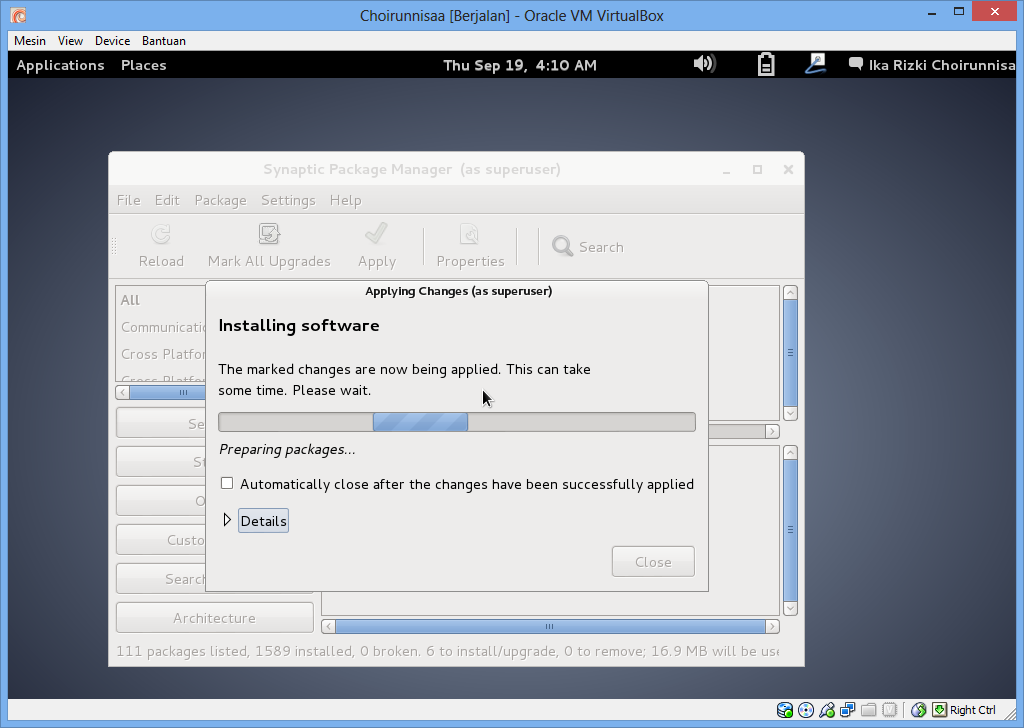 Choirunnisaa [Berjalan] - Oracle VM VirtualBox
Mesin View Device Bantuan
Applications Places Thu Sep 19, 4:10 AM Ika Rizki Choirunnisa
Synaptic Package Manager (as superuser)
File Edit Package Settings Help
Reload Mark All Upgrades Apply Properties Search
All
Communicatio
Cross Platfor
Cross Platfor
Applying Changes (as superuser)
Installing software
The marked changes are now being applied. This can take
some time. Please wait.
Preparing packages...
Automatically close after the changes have been successfully applied
Details
Close
Se
St
O
Custo
Search
Architecture
111 packages listed, 1589 installed, 0 broken. 6 to install/upgrade, 0 to remove; 16.9 MB will be use
Right Ctrl